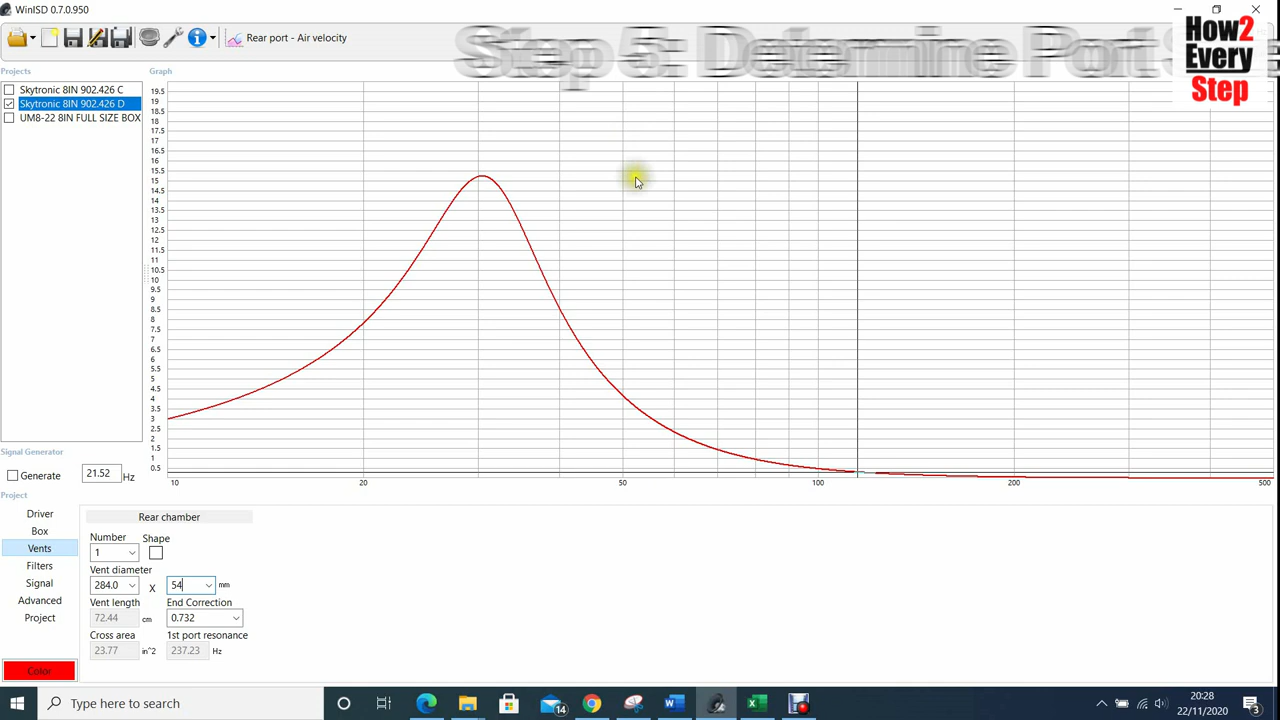 WinISD 0.7.0.950
Rear port - Air velocity
Step 5: Determine Port S
How2
Every
Step
Projects
Graph
Skytronic 8IN 902.426 C
Skytronic 8IN 902.426 D
UM8-22 8IN FULL SIZE BOX
19.5
19
18.5
18
17.5
17
16.5
16
15.5
15
14.5
14
13.5
13
12.5
12
11.5
11
10.5
10
9.5
9
8.5
8
7.5
7
6.5
6
5.5
5
4.5
4
3.5
3
2.5
2
1.5
1
0.5
10 20 50 100 200 500
Signal Generator
Generate 21.52 Hz
Project
Driver
Box
Vents
Filters
Signal
Advanced
Project
Color
Rear chamber
Number Shape
1
Vent diameter
284.0 X 54 mm
Vent length End Correction
72.44 cm 0.732
Cross area 1st port resonance
23.77 in^2 237.23 Hz
Type here to search
14
20:28
22/11/2020
3